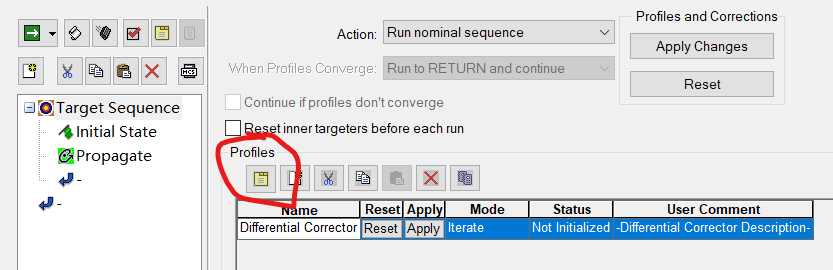 Profiles and Corrections
Action:
Run nominal sequence
Apply Changes
When Profiles Converge:
Run to RETURN and continue
Reset
Continue if profiles don't converge
Reset inner targeters before each run
MCS
Target Sequence
Initial State
Propagate
-
-
Profiles
Name Reset Apply Mode Status User Comment
Differential Corrector Reset Apply Iterate Not Initialized -Differential Corrector Description-